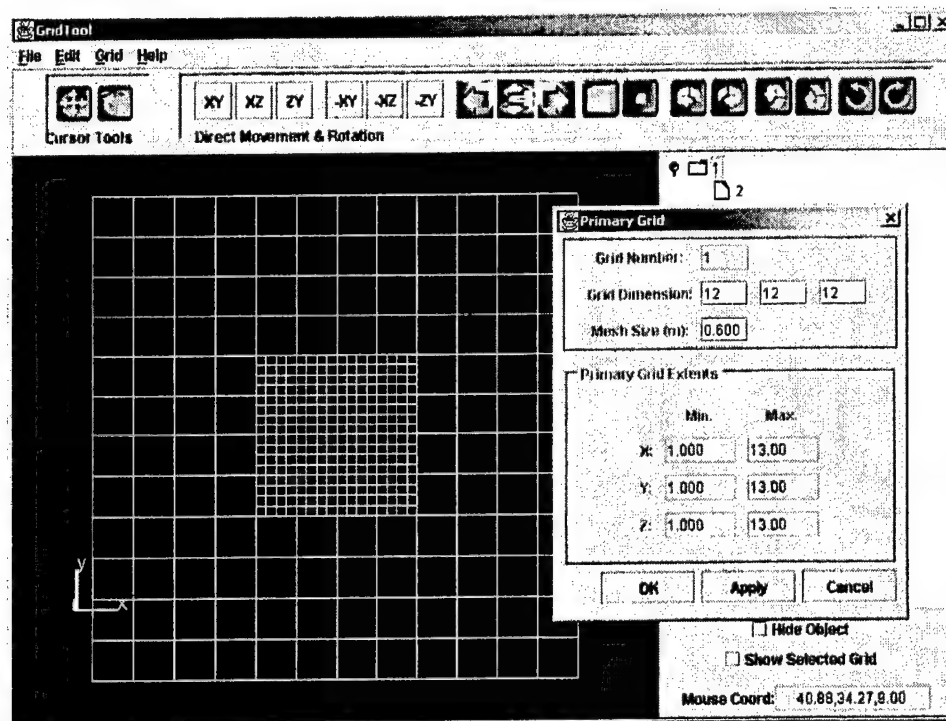 GridTool
File Edit Grid Help
XY XZ ZY -XY -XZ -ZY
Cursor Tools Direct Movement & Rotation
1
2
Primary Grid
Grid Number: 1
Grid Dimension: 12 12 12
Mesh Size (m): 0.600
Primary Grid Extents
Min. Max.
X: 1.000 13.00
Y: 1.000 13.00
Z: 1.000 13.00
OK Apply Cancel
y
x
Hide Object
Show Selected Grid
Mouse Coord: 40.88,34.27,9.00